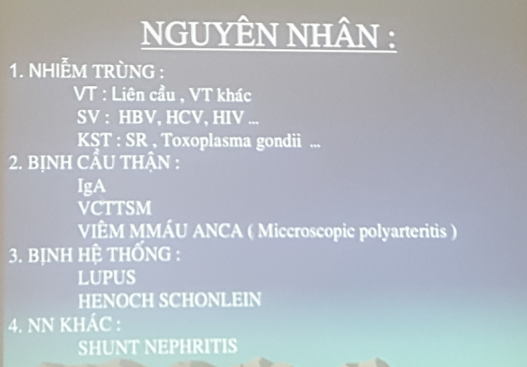 NGUYÊN NHÂN :
1. NHIỄM TRÙNG :
VT : Liên cầu , VT khác
SV : HBV, HCV, HIV ...
KST : SR , Toxoplasma gondii ...
2. BỊNH CẦU THẬN :
IgA
VCTTSM
VIÊM MMÁU ANCA ( Miccroscopic polyarteritis )
3. BỊNH HỆ THỐNG :
LUPUS
HENOCH SCHONLEIN
4. NN KHÁC :
SHUNT NEPHRITIS